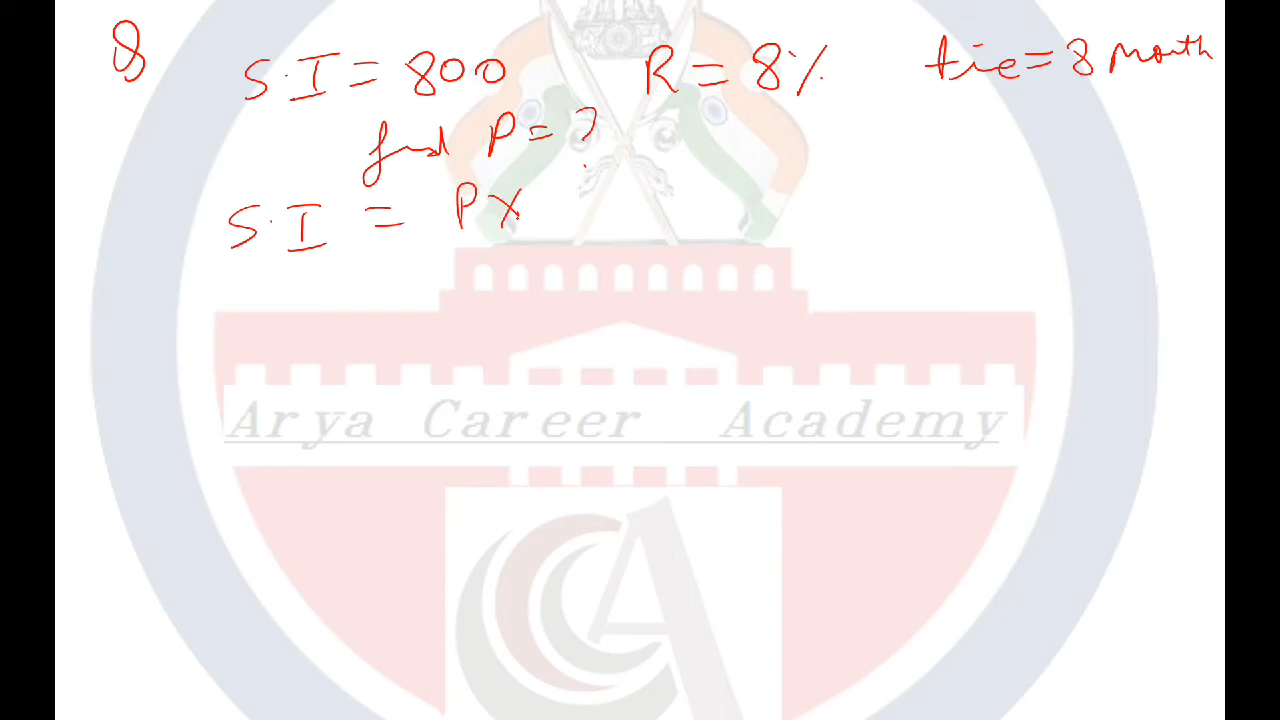 Q S.I = 800 R = 8% tie = 8 month
find P = ?
S.I = P ×
Arya Career Academy